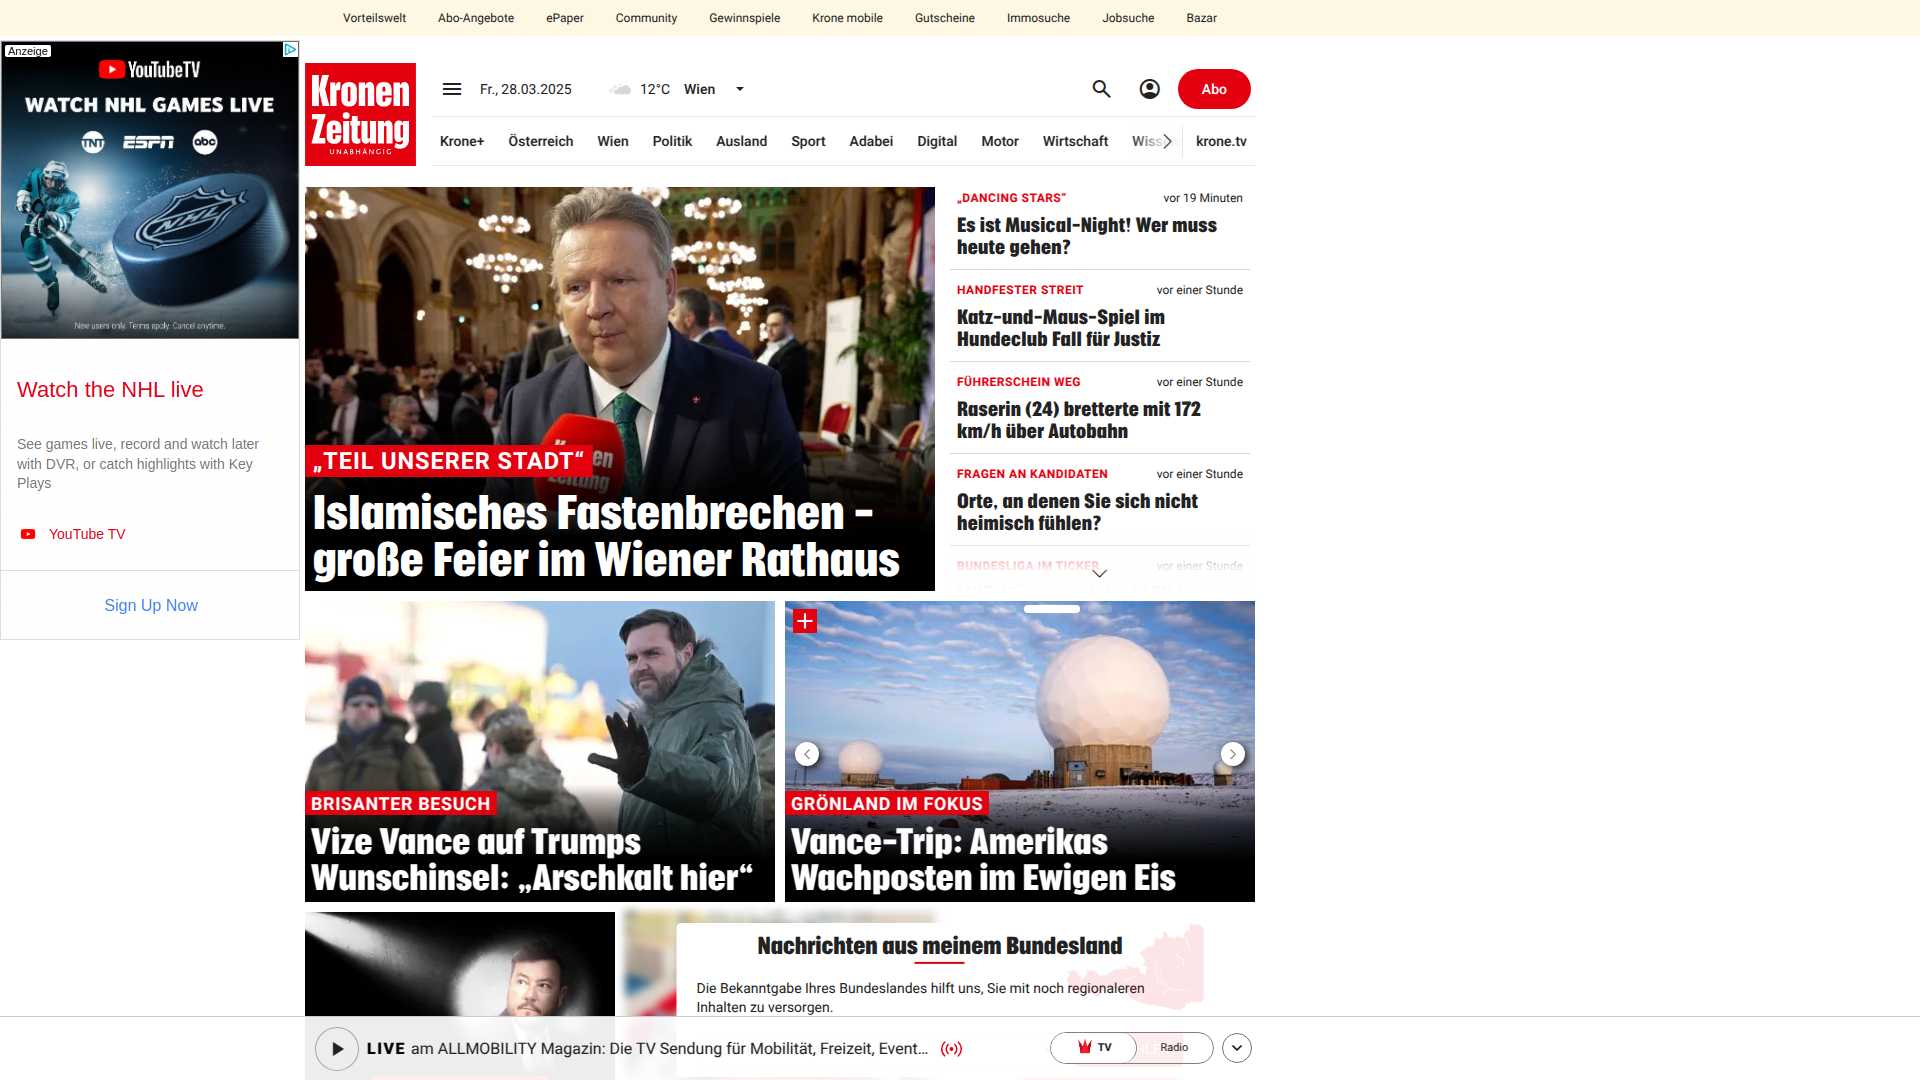 Vorteilswelt
Abo-Angebote
ePaper
Community
Gewinnspiele
Krone mobile
Gutscheine
Immosuche
Jobsuche
Bazar
Anzeige
YouTubeTV
WATCH NHL GAMES LIVE
TNT
ESPN
abc
NHL
New users only. Terms apply. Cancel anytime.
Watch the NHL live
See games live, record and watch later
with DVR, or catch highlights with Key
Plays
YouTube TV
Sign Up Now
Kronen
Zeitung
UNABHÄNGIG
Fr., 28.03.2025
12°C
Wien
Abo
Krone+
Österreich
Wien
Politik
Ausland
Sport
Adabei
Digital
Motor
Wirtschaft
Wiss
krone.tv
„TEIL UNSERER STADT“
Islamisches Fastenbrechen –
große Feier im Wiener Rathaus
„DANCING STARS“
vor 19 Minuten
Es ist Musical-Night! Wer muss
heute gehen?
HANDFESTER STREIT
vor einer Stunde
Katz-und-Maus-Spiel im
Hundeclub Fall für Justiz
FÜHRERSCHEIN WEG
vor einer Stunde
Raserin (24) bretterte mit 172
km/h über Autobahn
FRAGEN AN KANDIDATEN
vor einer Stunde
Orte, an denen Sie sich nicht
heimisch fühlen?
BUNDESLIGA IM TICKER
vor einer Stunde
BRISANTER BESUCH
Vize Vance auf Trumps
Wunschinsel: „Arschkalt hier“
GRÖNLAND IM FOKUS
Vance-Trip: Amerikas
Wachposten im Ewigen Eis
Nachrichten aus meinem Bundesland
Die Bekanntgabe Ihres Bundeslandes hilft uns, Sie mit noch regionaleren
Inhalten zu versorgen.
LIVE am ALLMOBILITY Magazin: Die TV Sendung für Mobilität, Freizeit, Event...
TV
Radio